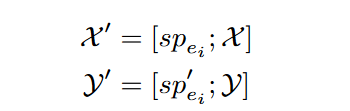 𝒳′ = [sp_{e_i}; 𝒳]
𝒴′ = [sp′_{e_i}; 𝒴]